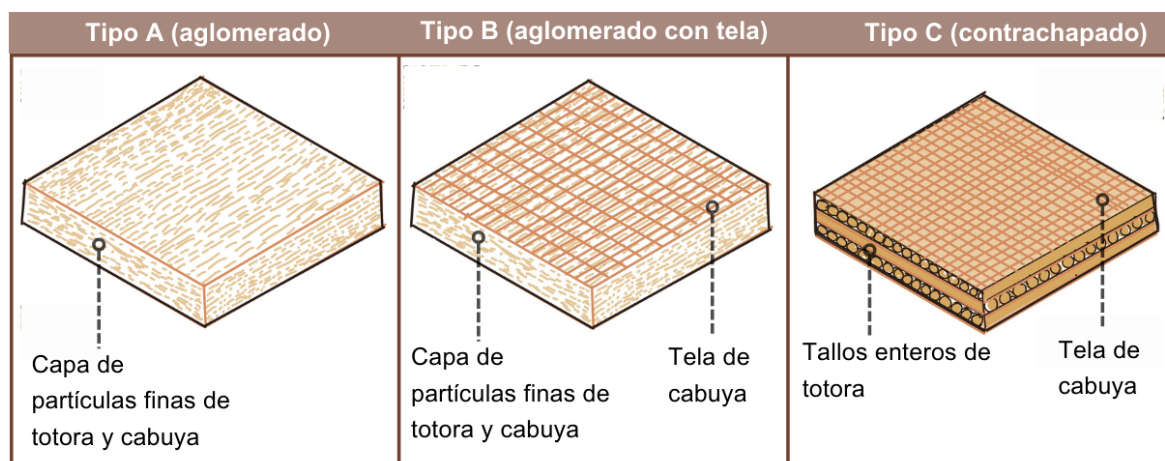 Tipo A (aglomerado)
Tipo B (aglomerado con tela)
Tipo C (contrachapado)
Capa de
partículas finas de
totora y cabuya
Capa de
partículas finas de
totora y cabuya
Tela de
cabuya
Tallos enteros de
totora
Tela de
cabuya